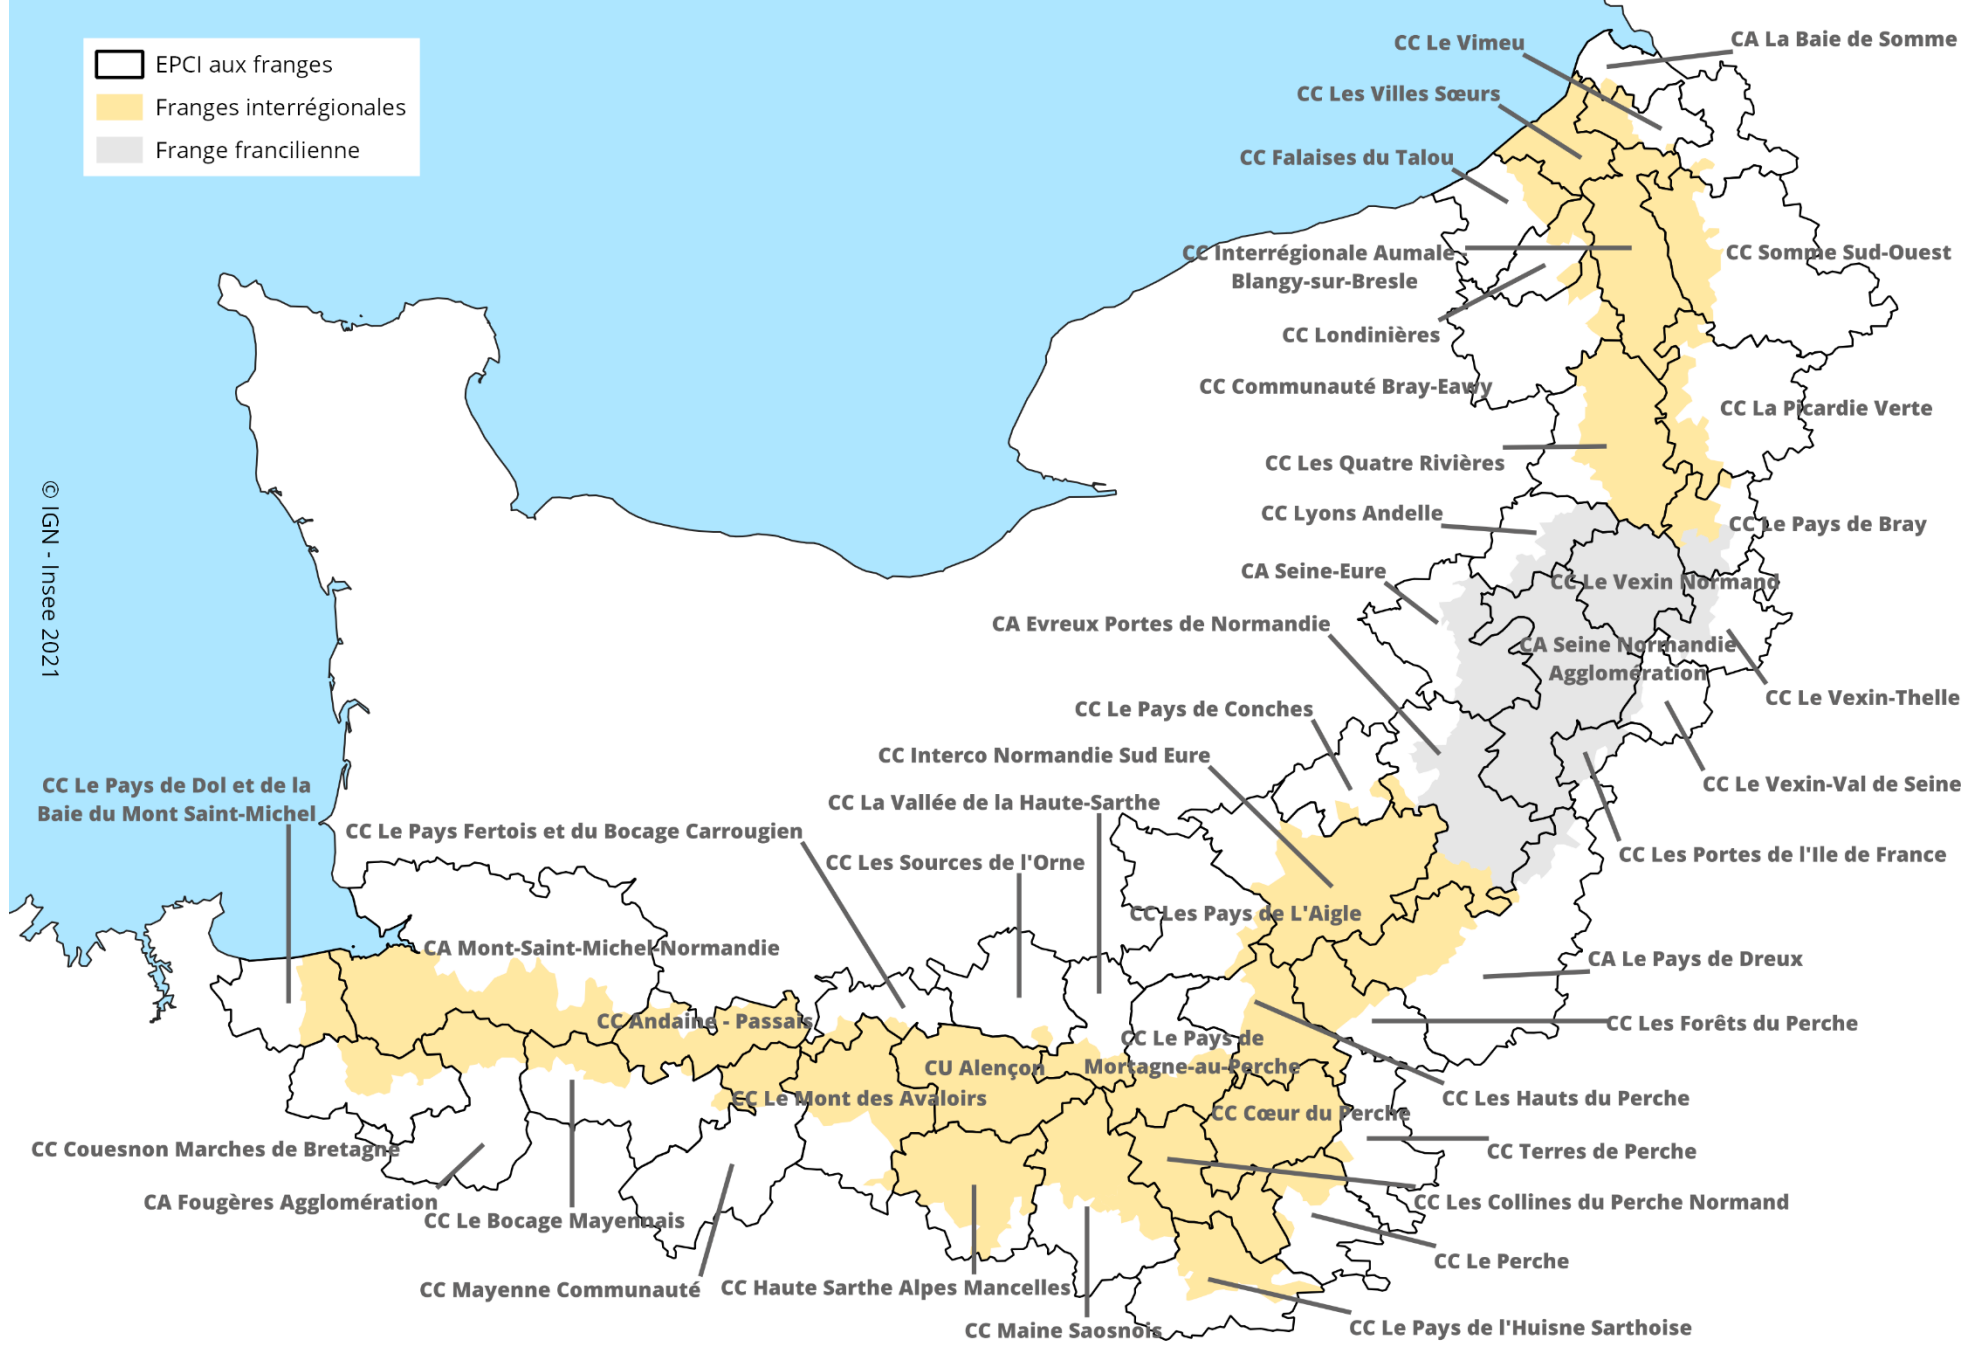 EPCI aux franges
Franges interrégionales
Frange francilienne
CC Le Vimeu
CA La Baie de Somme
CC Les Villes Sœurs
CC Falaises du Talou
CC Interrégionale Aumale -
Blangy-sur-Bresle
CC Somme Sud-Ouest
CC Londinières
CC Communauté Bray-Eawy
CC La Picardie Verte
CC Les Quatre Rivières
CC Lyons Andelle
CC Le Pays de Bray
CA Seine-Eure
CC Le Vexin Normand
CA Evreux Portes de Normandie
CA Seine Normandie
Agglomération
CC Le Vexin-Thelle
CC Le Pays de Conches
CC Interco Normandie Sud Eure
CC Le Vexin-Val de Seine
CC Le Pays de Dol et de la
Baie du Mont Saint-Michel
CC La Vallée de la Haute-Sarthe
CC Le Pays Fertois et du Bocage Carrougien
CC Les Sources de l'Orne
CC Les Portes de l'Ile de France
CC Les Pays de L'Aigle
CA Mont-Saint-Michel-Normandie
CA Le Pays de Dreux
CC Andaine - Passais
CC Les Forêts du Perche
CC Le Pays de
Mortagne-au-Perche
CU Alençon
CC Le Mont des Avaloirs
CC Les Hauts du Perche
CC Cœur du Perche
CC Couesnon Marches de Bretagne
CC Terres de Perche
CA Fougères Agglomération
CC Le Bocage Mayennais
CC Les Collines du Perche Normand
CC Le Perche
CC Mayenne Communauté
CC Haute Sarthe Alpes Mancelles
CC Maine Saosnois
CC Le Pays de l'Huisne Sarthoise
© IGN - Insee 2021